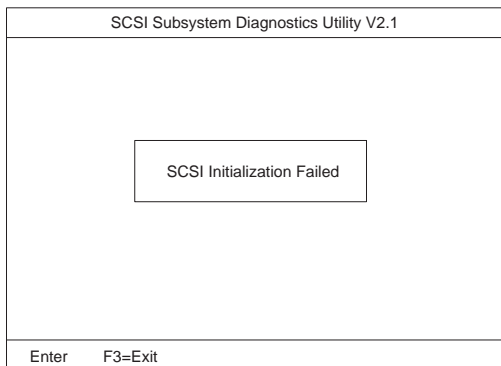 SCSI Subsystem Diagnostics Utility V2.1
SCSI Initialization Failed
Enter F3=Exit